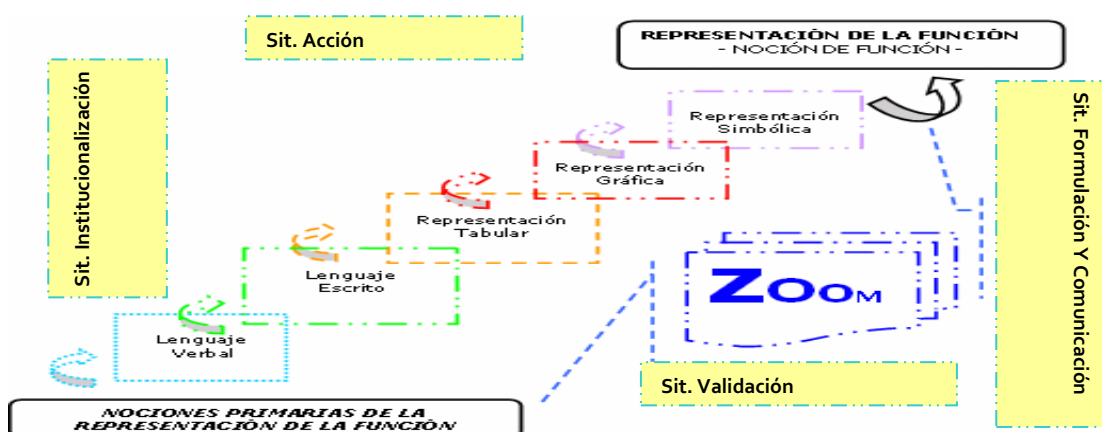 REPRESENTACIÓN DE LA FUNCIÓN
- NOCIÓN DE FUNCIÓN -
Sit. Acción
Sit. Institucionalización
Sit. Formulación Y Comunicación
Representación
Simbólica
Representación
Gráfica
Representación
Tabular
Lenguaje
Escrito
ZOOM
Lenguaje
Verbal
Sit. Validación
NOCIONES PRIMARIAS DE LA
REPRESENTACIÓN DE LA FUNCIÓN